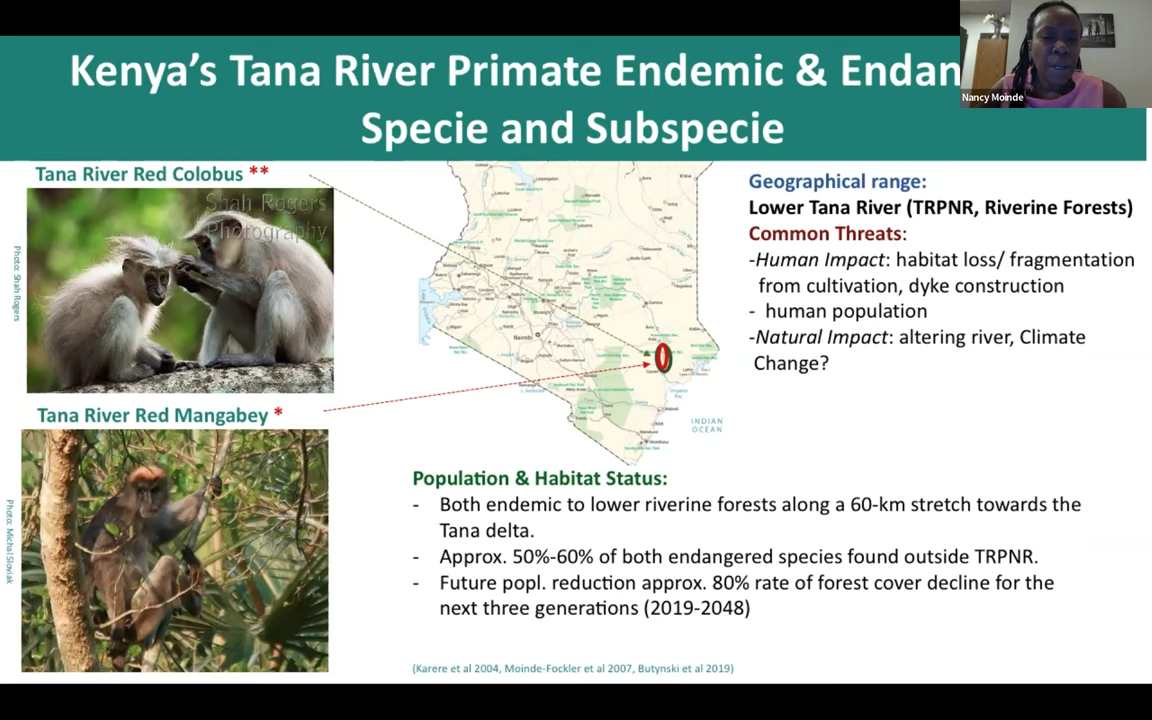 Kenya's Tana River Primate Endemic & Endan
Specie and Subspecie
Nancy Moinde
Tana River Red Colobus **
Shah Rogers
Photography
Photo: Shah Rogers
Tana River Red Mangabey *
Photo: Michal Sloviak
Nairobi
INDIAN
OCEAN
Geographical range:
Lower Tana River (TRPNR, Riverine Forests)
Common Threats:
-Human Impact: habitat loss/ fragmentation
from cultivation, dyke construction
- human population
-Natural Impact: altering river, Climate
Change?
Population & Habitat Status:
- Both endemic to lower riverine forests along a 60-km stretch towards the
Tana delta.
- Approx. 50%-60% of both endangered species found outside TRPNR.
- Future popl. reduction approx. 80% rate of forest cover decline for the
next three generations (2019-2048)
(Karere et al 2004, Moinde-Fockler et al 2007, Butynski et al 2019)